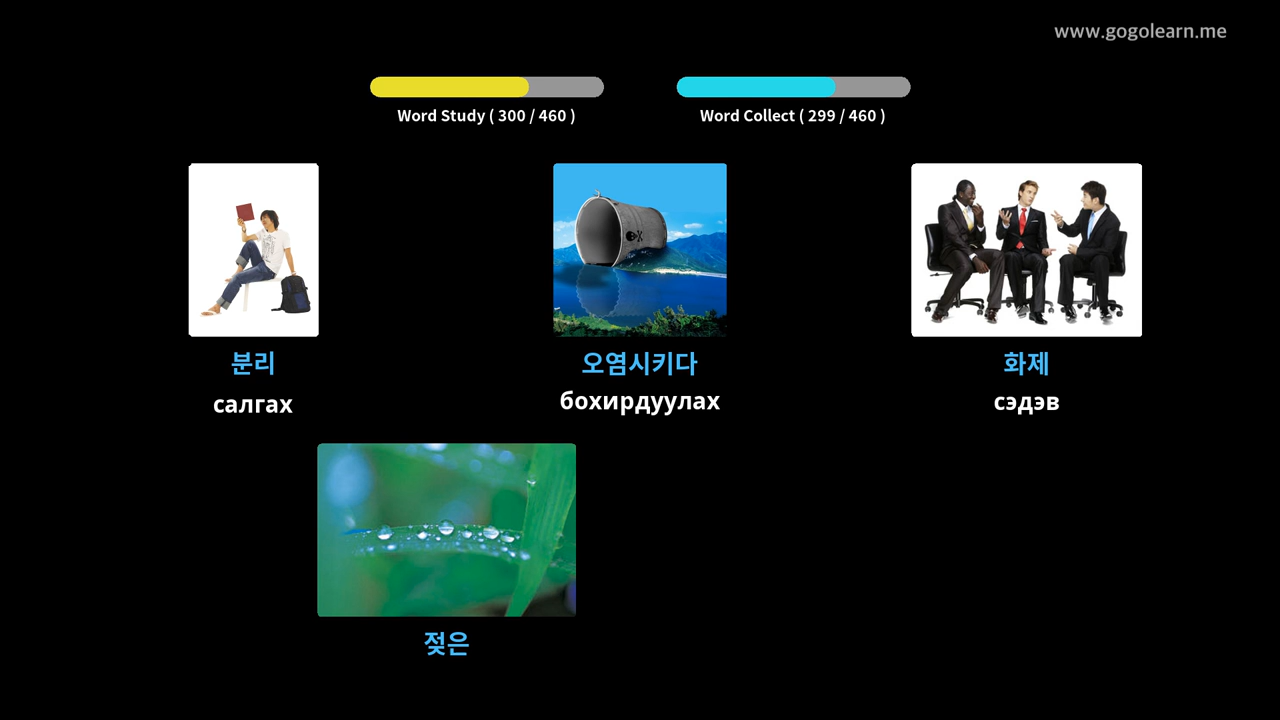 www.gogolearn.me
Word Study ( 300 / 460 )
Word Collect ( 299 / 460 )
분리
салгах
오염시키다
бохирдуулах
화제
сэдэв
젖은